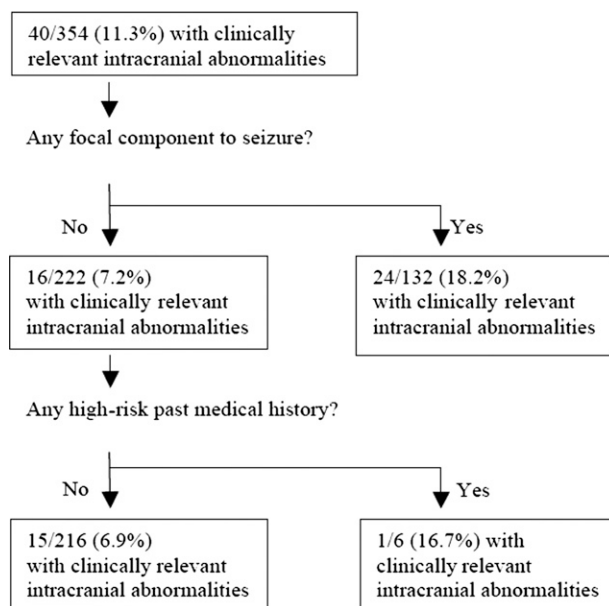 40/354 (11.3%) with clinically
relevant intracranial abnormalities
Any focal component to seizure?
No
Yes
16/222 (7.2%)
with clinically relevant
intracranial abnormalities
24/132 (18.2%)
with clinically relevant
intracranial abnormalities
Any high-risk past medical history?
No
Yes
15/216 (6.9%)
with clinically relevant
intracranial abnormalities
1/6 (16.7%) with
clinically relevant
intracranial abnormalities